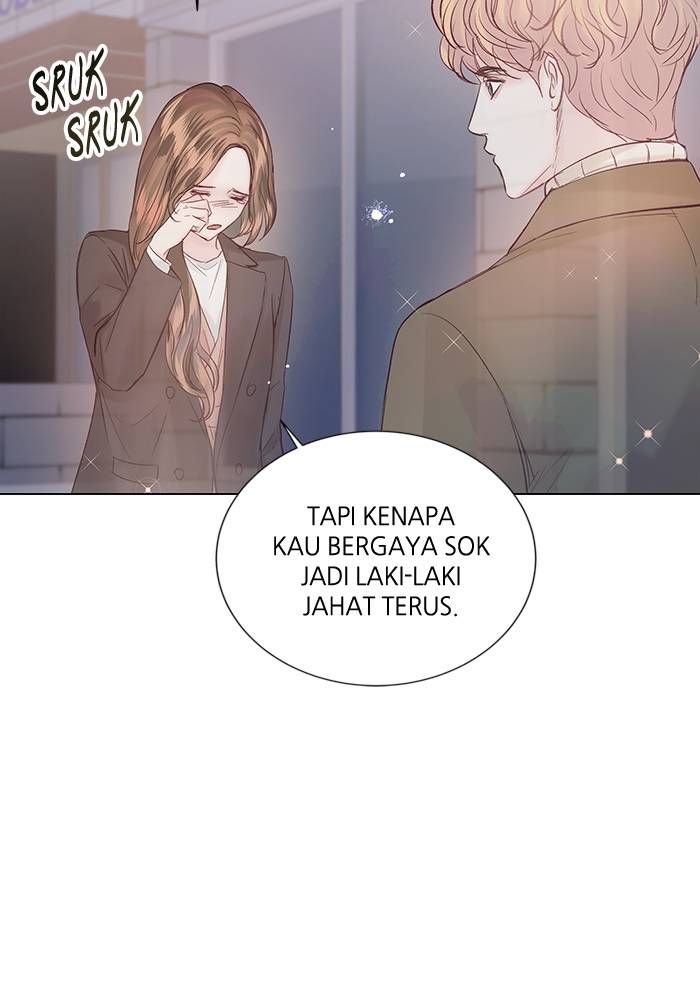 SRUK
SRUK
TAPI KENAPA
KAU BERGAYA SOK
JADI LAKI-LAKI
JAHAT TERUS.